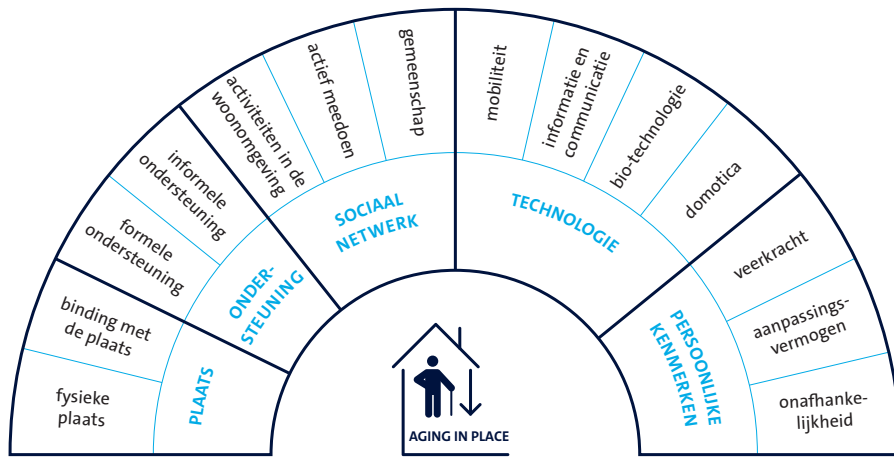 fysieke
plaats
binding met
de plaats
PLAATS
formele
ondersteuning
informele
ondersteuning
ONDER-
STEUNING
activiteiten in de
woonomgeving
actief meedoen
gemeenschap
SOCIAAL
NETWERK
mobiliteit
informatie en
communicatie
bio-technologie
domotica
TECHNOLOGIE
veerkracht
aanpassings-
vermogen
onafhanke-
lijkheid
PERSOONLIJKE
KENMERKEN
AGING IN PLACE